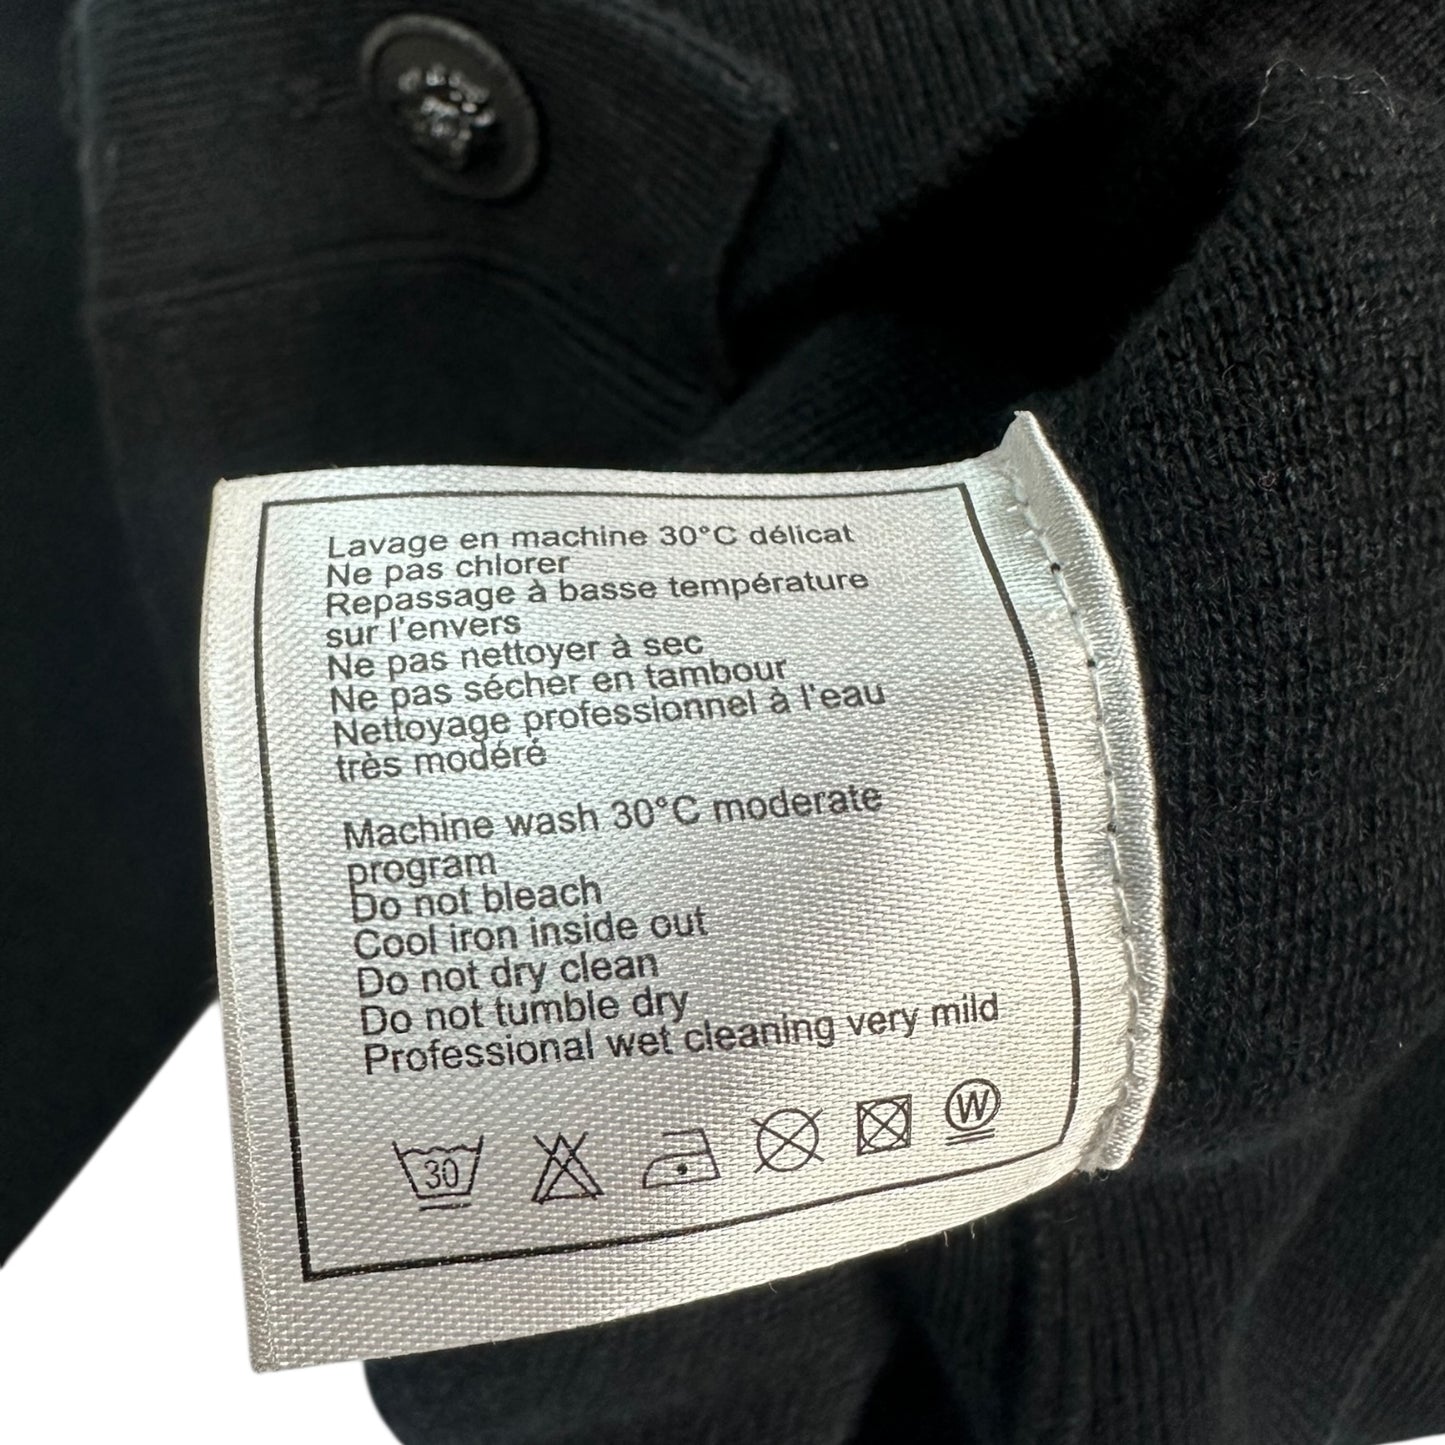 Lavage en machine 30°C délicat
Ne pas chlorer
Repassage à basse température
sur l'envers
Ne pas nettoyer à sec
Ne pas sécher en tambour
Nettoyage professionnel à l'eau
très modéré
Machine wash 30°C moderate
program
Do not bleach
Cool iron inside out
Do not dry clean
Do not tumble dry
Professional wet cleaning very mild
30 W